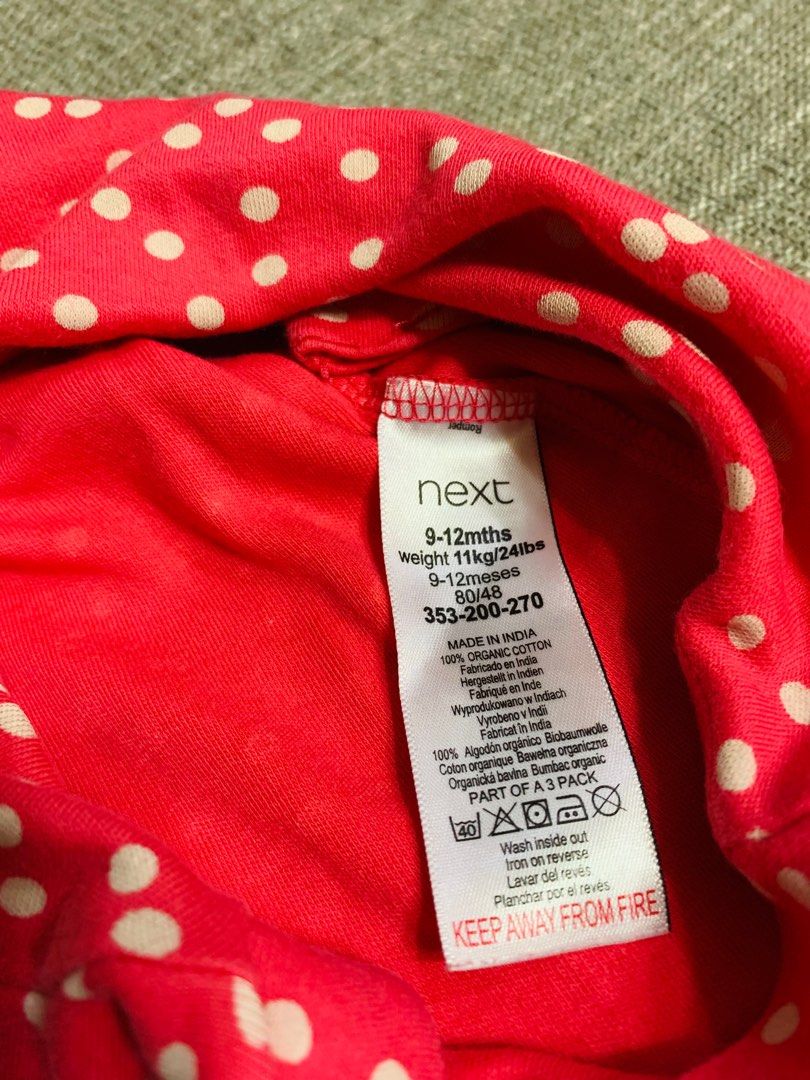 Romper
next
9-12mths
weight 11kg/24lbs
9-12meses
80/48
353-200-270
MADE IN INDIA
100% ORGANIC COTTON
Fabricado en India
Hergestellt in Indien
Fabriqué en Inde
Wyprodukowano w Indiach
Vyrobeno v Indii
Fabricat în India
100% Algodón orgánico Biobaumwolle
Coton organique Bawełna organiczna
Organická bavlna Bumbac organic
PART OF A 3 PACK
40
Wash inside out
Iron on reverse
Lavar del revés
Planchar por el revés
KEEP AWAY FROM FIRE